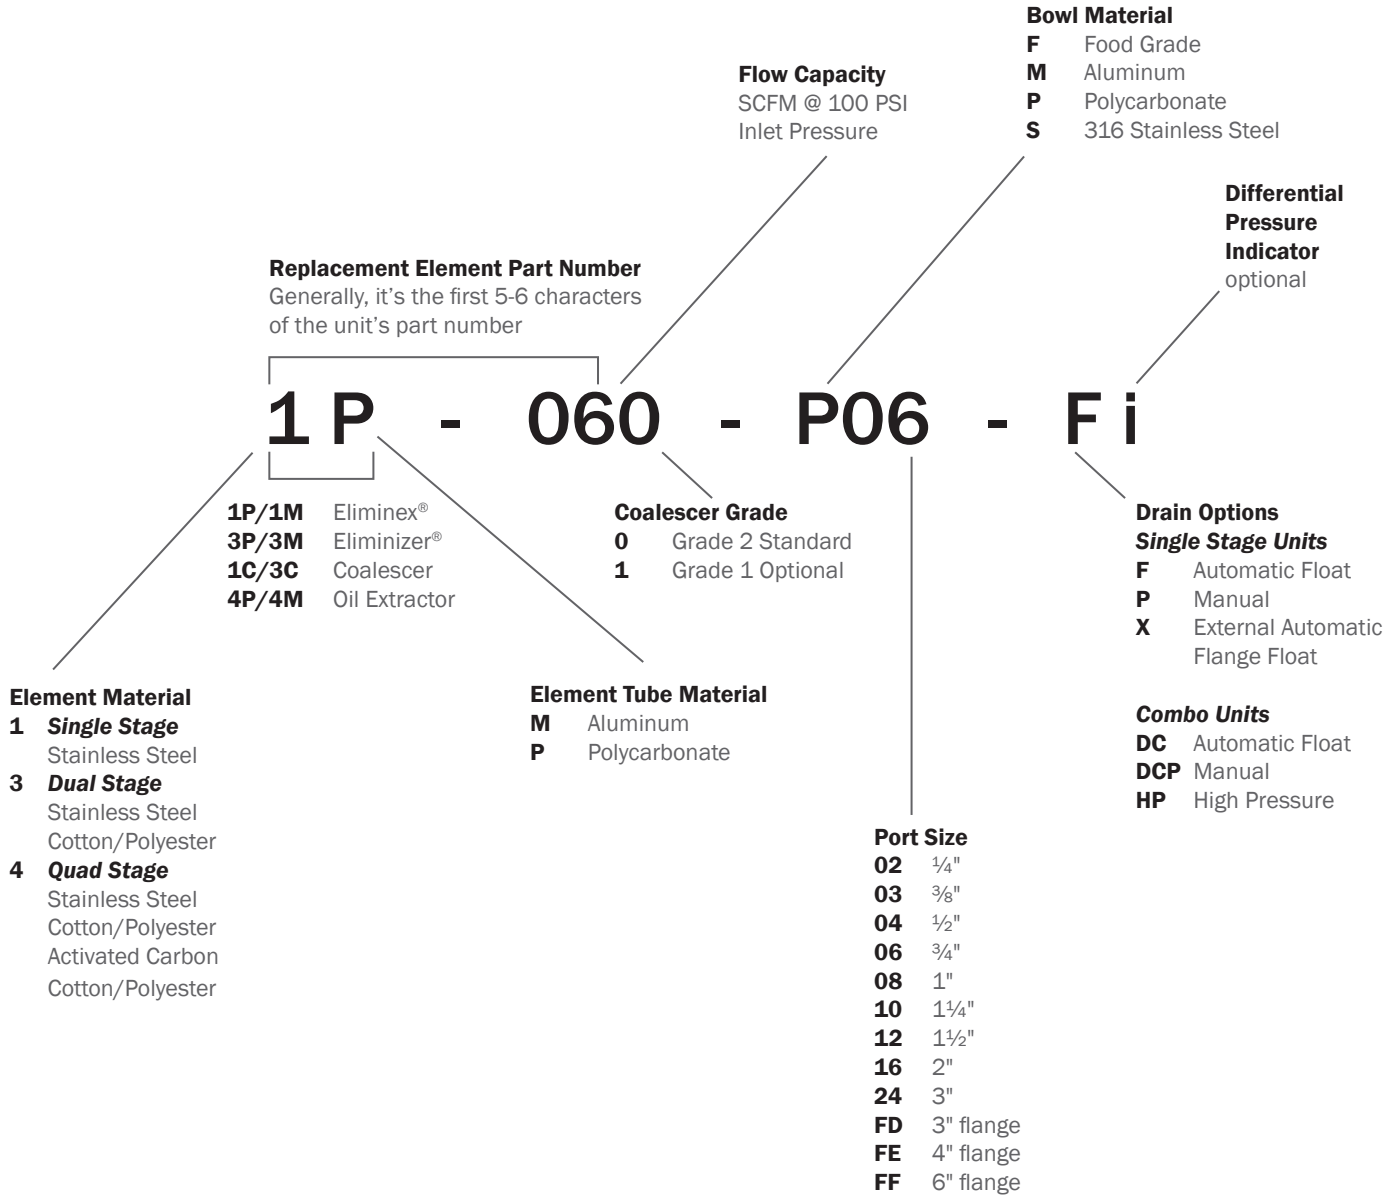 Bowl Material
F Food Grade
M Aluminum
P Polycarbonate
S 316 Stainless Steel
Flow Capacity
SCFM @ 100 PSI
Inlet Pressure
Differential
Pressure
Indicator
optional
Replacement Element Part Number
Generally, it's the first 5-6 characters
of the unit's part number
1P - 060 - P06 - Fi
1P/1M Eliminex®
3P/3M Eliminizer®
1C/3C Coalescer
4P/4M Oil Extractor
Coalescer Grade
0 Grade 2 Standard
1 Grade 1 Optional
Drain Options
Single Stage Units
F Automatic Float
P Manual
X External Automatic
Flange Float
Combo Units
DC Automatic Float
DCP Manual
HP High Pressure
Element Material
1 Single Stage
Stainless Steel
3 Dual Stage
Stainless Steel
Cotton/Polyester
4 Quad Stage
Stainless Steel
Cotton/Polyester
Activated Carbon
Cotton/Polyester
Element Tube Material
M Aluminum
P Polycarbonate
Port Size
02 ¼"
03 ⅜"
04 ½"
06 ¾"
08 1"
10 1¼"
12 1½"
16 2"
24 3"
FD 3" flange
FE 4" flange
FF 6" flange